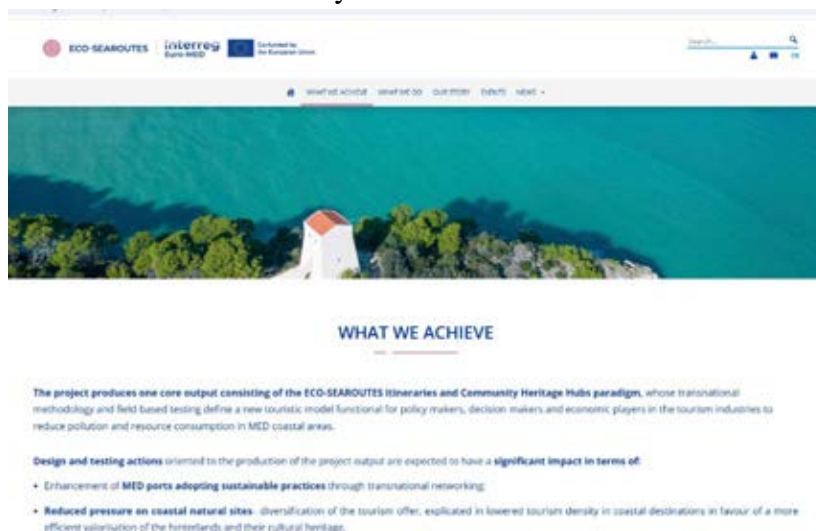 ECO-SEAROUTES
interreg
Euro-MED
Co-funded by
the European Union
Search...
EN
WHAT WE ACHIEVE WHAT WE DO OUR STORY EVENTS NEWS
WHAT WE ACHIEVE
The project produces one core output consisting of the ECO-SEAROUTES Itineraries and Community Heritage Hubs paradigm, whose transnational
methodology and field based testing define a new touristic model functional for policy makers, decision makers and economic players in the tourism industries to
reduce pollution and resource consumption in MED coastal areas.
Design and testing actions oriented to the production of the project output are expected to have a significant impact in terms of:
• Enhancement of MED ports adopting sustainable practices through transnational networking;
• Reduced pressure on coastal natural sites diversification of the tourism offer, explicated in lowered tourism density in coastal destinations in favour of a more
efficient valorisation of the hinterlands and their cultural heritage.